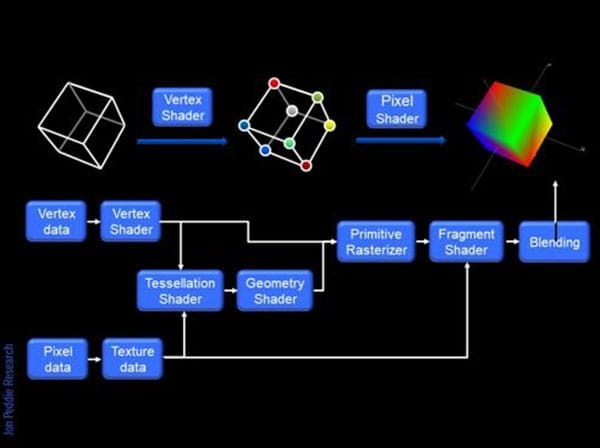 Vertex
Shader
Pixel
Shader
Vertex
data
Vertex
Shader
Primitive
Rasterizer
Fragment
Shader
Blending
Tessellation
Shader
Geometry
Shader
Pixel
data
Texture
data
Jon Peddie Research